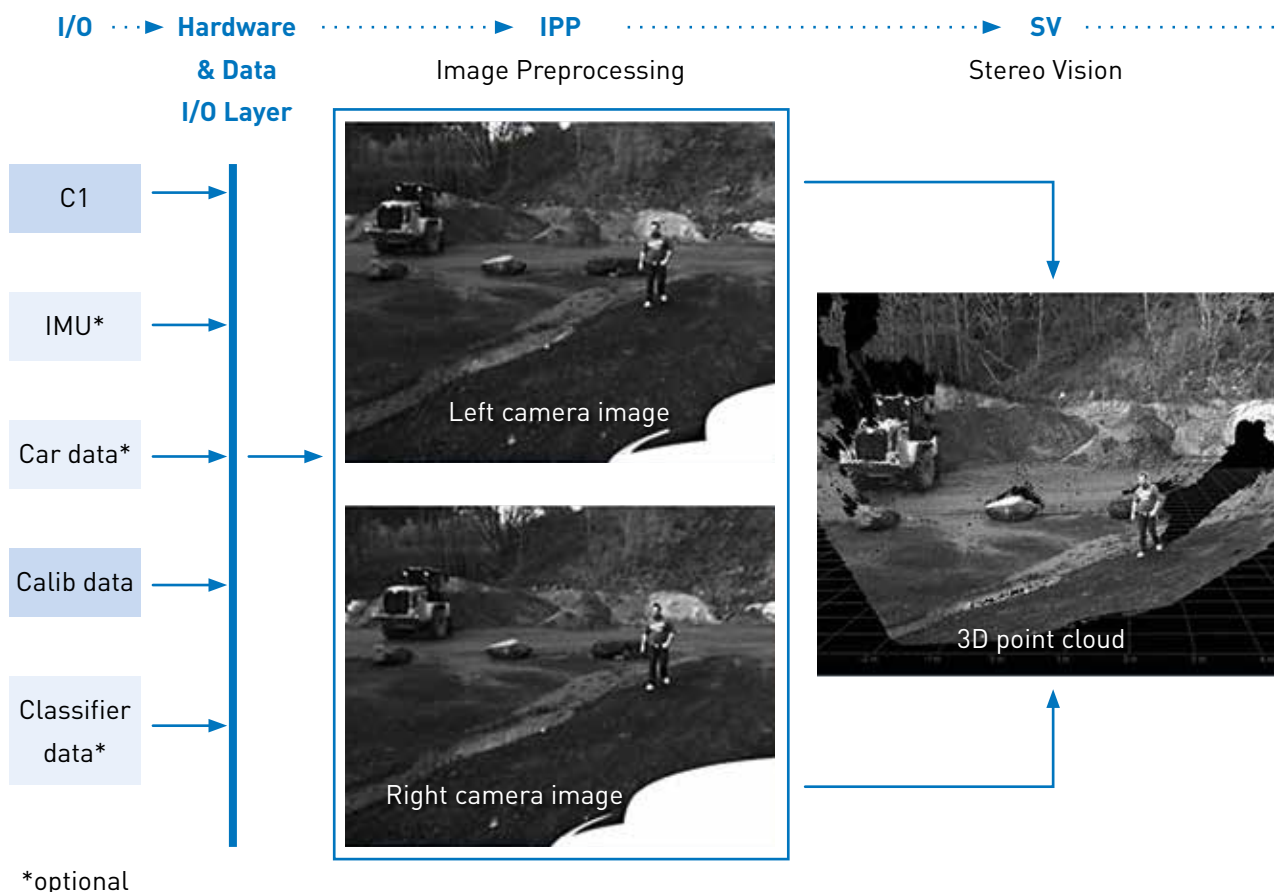 I/O
Hardware
& Data
I/O Layer
IPP
Image Preprocessing
SV
Stereo Vision
C1
IMU*
Car data*
Calib data
Classifier
data*
*optional
Left camera image
Right camera image
3D point cloud